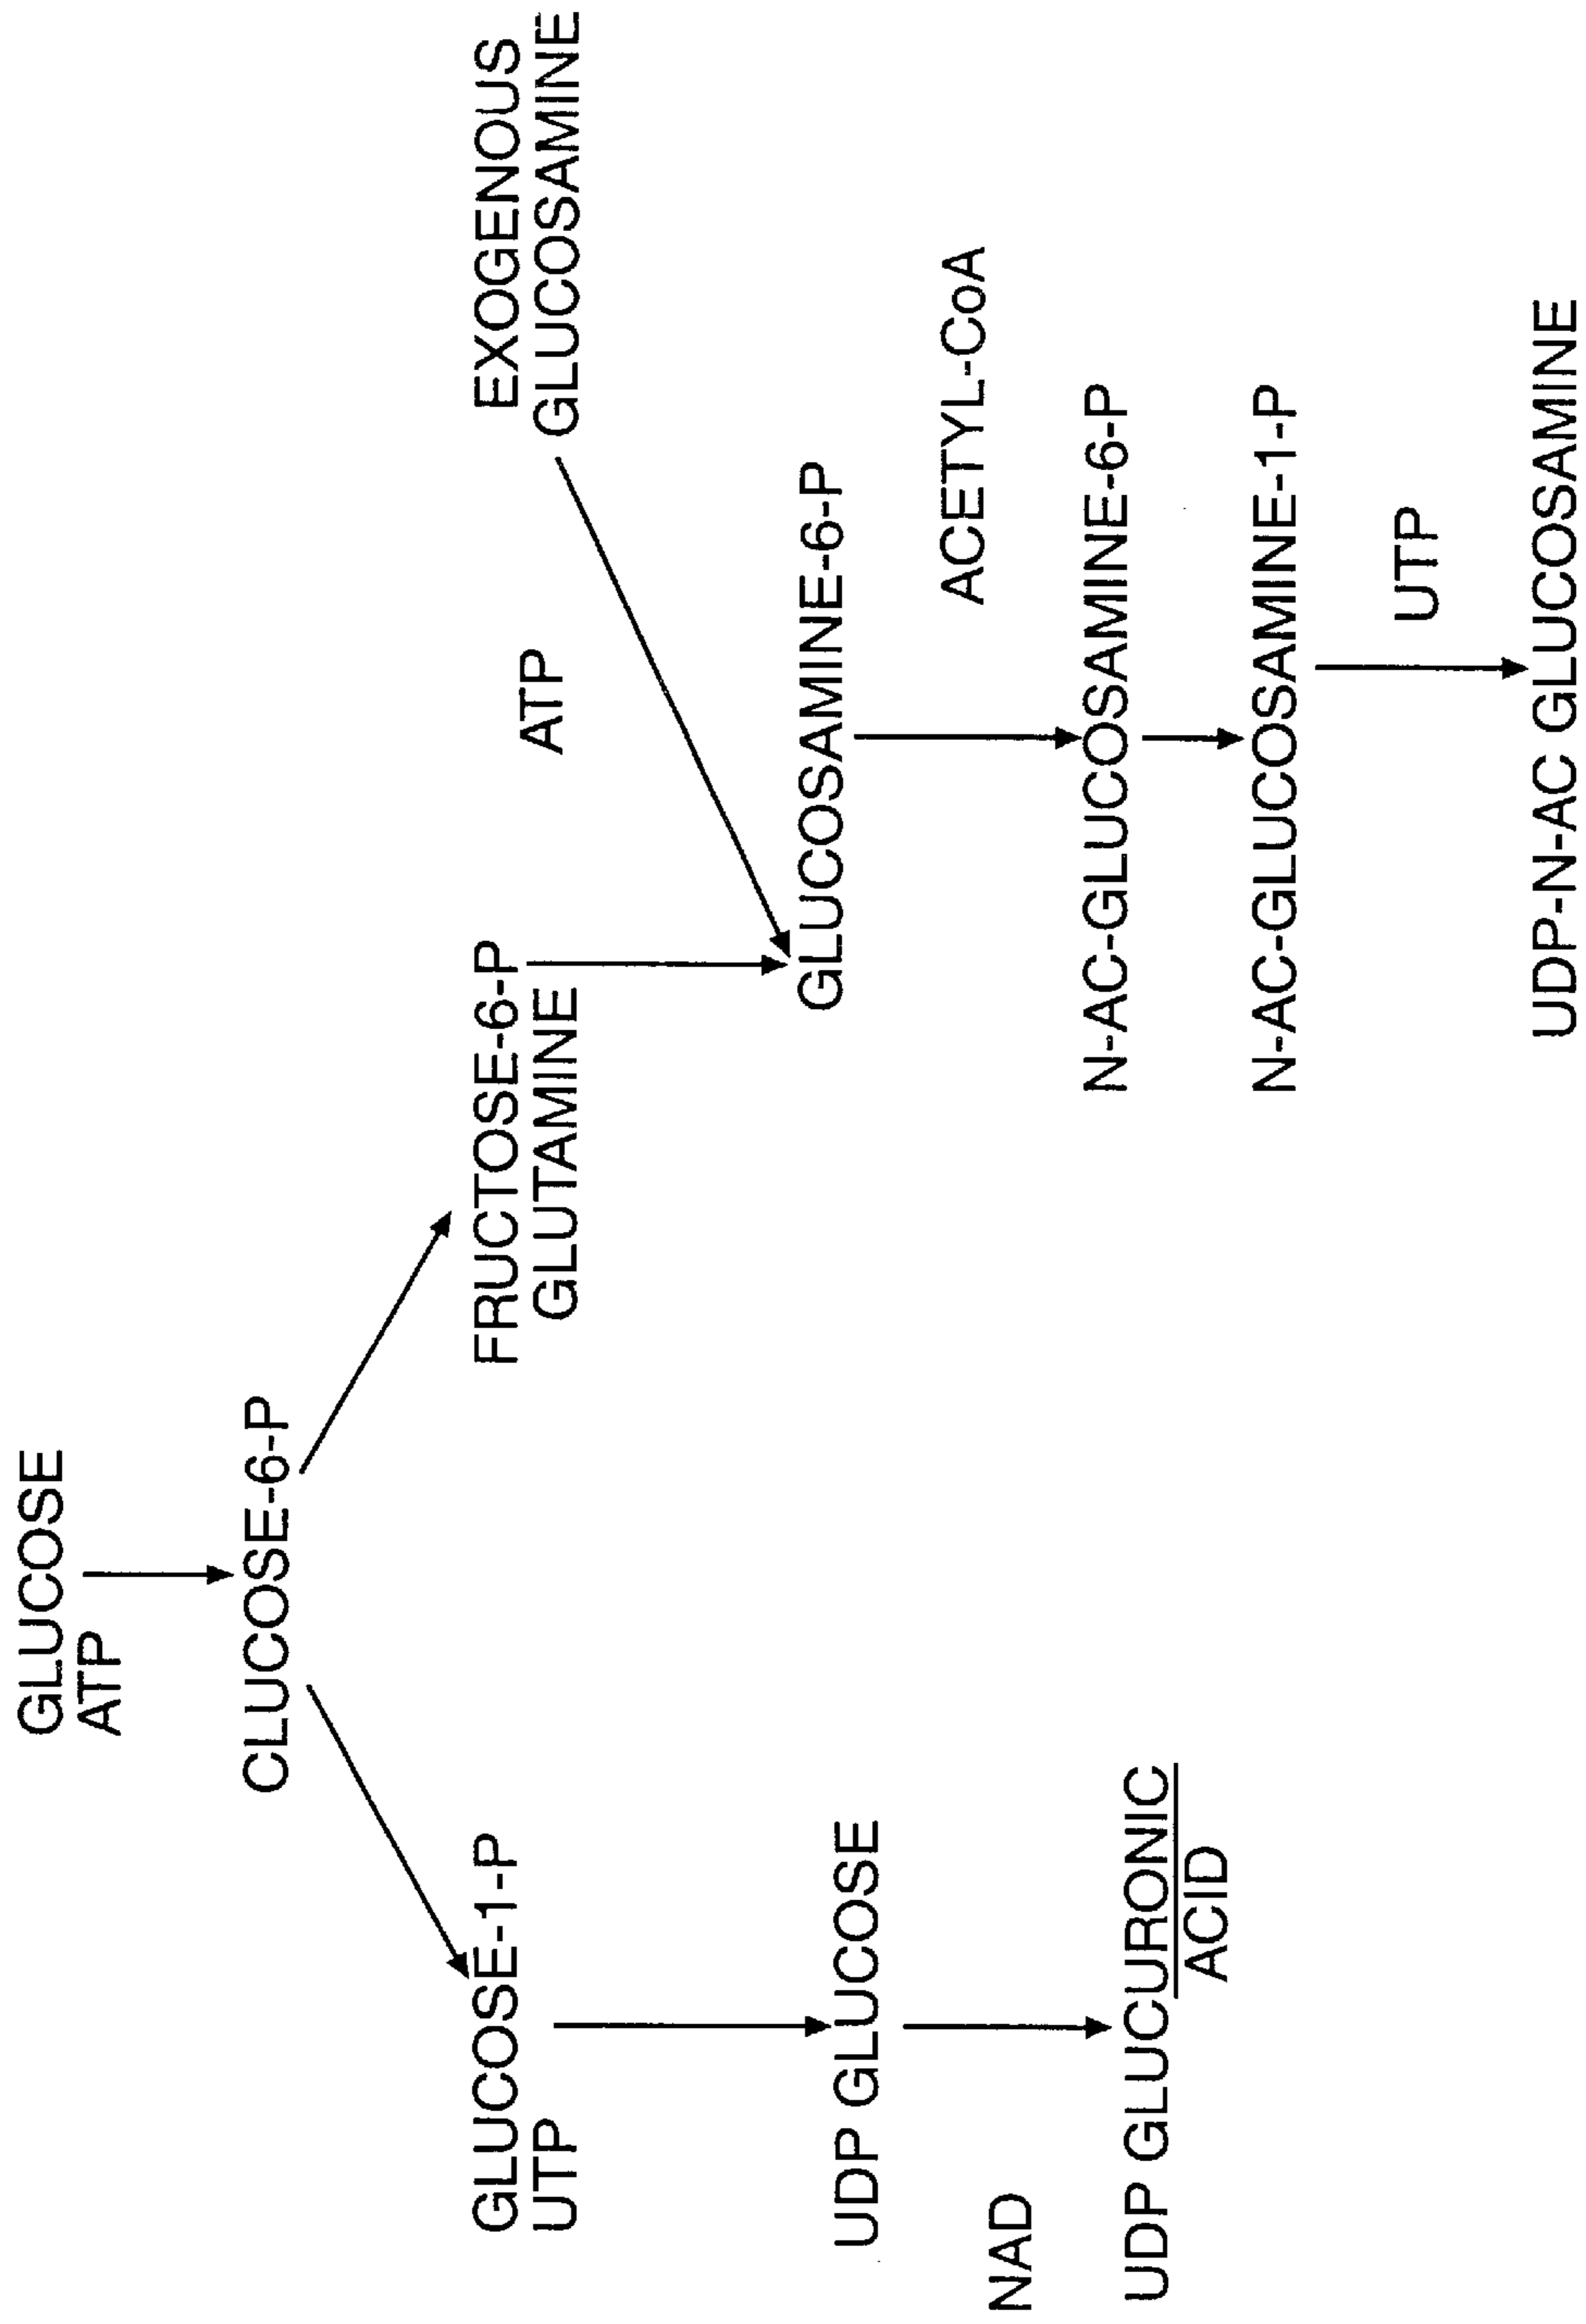 GLUCOSE
ATP
CLUCOSE-6-P
GLUCOSE-1-P
UTP
FRUCTOSE-6-P
GLUTAMINE
EXOGENOUS
GLUCOSAMINE
ATP
UDP GLUCOSE
GLUCOSAMINE-6-P
NAD
ACETYL-CoA
UDP GLUCURONIC
ACID
N-AC-GLUCOSAMINE-6-P
N-AC-GLUCOSAMINE-1-P
UTP
UDP-N-AC GLUCOSAMINE